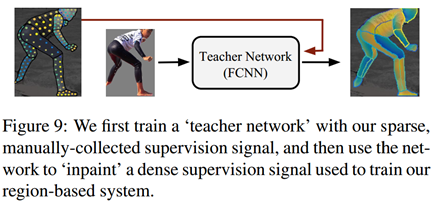 Teacher Network
(FCNN)
Figure 9: We first train a ‘teacher network’ with our sparse,
manually-collected supervision signal, and then use the net-
work to ‘inpaint’ a dense supervision signal used to train our
region-based system.